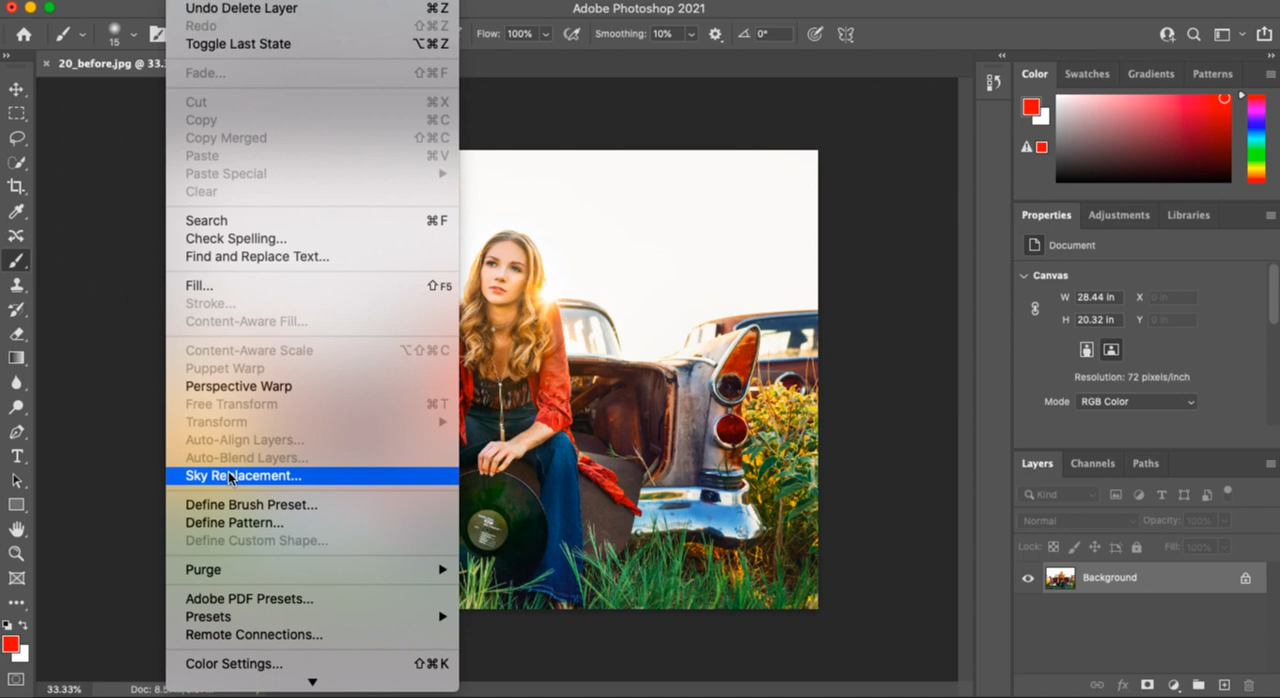 Adobe Photoshop 2021
15
Flow: 100%
Smoothing: 10%
0°
20_before.jpg @ 33.3
Undo Delete Layer ⌘Z
Redo ⇧⌘Z
Toggle Last State ⌥⌘Z
Fade... ⇧⌘F
Cut ⌘X
Copy ⌘C
Copy Merged ⇧⌘C
Paste ⌘V
Paste Special
Clear
Search ⌘F
Check Spelling...
Find and Replace Text...
Fill... ⇧F5
Stroke...
Content-Aware Fill...
Content-Aware Scale ⌥⇧⌘C
Puppet Warp
Perspective Warp
Free Transform ⌘T
Transform
Auto-Align Layers...
Auto-Blend Layers...
Sky Replacement...
Define Brush Preset...
Define Pattern...
Define Custom Shape...
Purge
Adobe PDF Presets...
Presets
Remote Connections...
Color Settings... ⇧⌘K
33.33% Doc:
Color Swatches Gradients Patterns
Properties Adjustments Libraries
Document
Canvas
W 28.44 in X 0 in
H 20.32 in Y 0 in
Resolution: 72 pixels/inch
Mode RGB Color
Layers Channels Paths
Kind
Normal Opacity: 100%
Lock: Fill: 100%
Background
fx